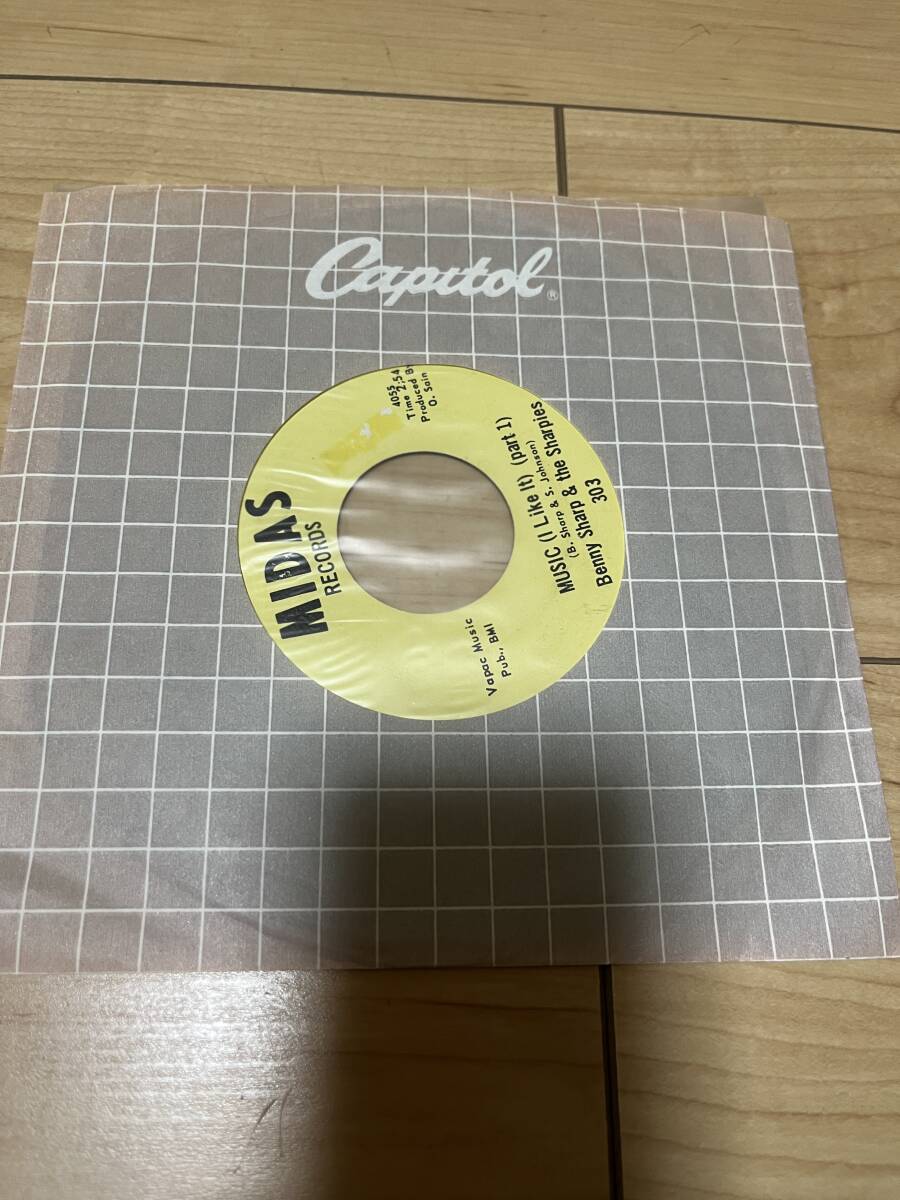 Capitol®
MIDAS
RECORDS
4055
Time 2:54
Produced By
O. Sain
Vapac Music
Pub., BMI
MUSIC (I Like It) (part 1)
(B. Sharp & S. Johnson)
Benny Sharp & the Sharpies
303